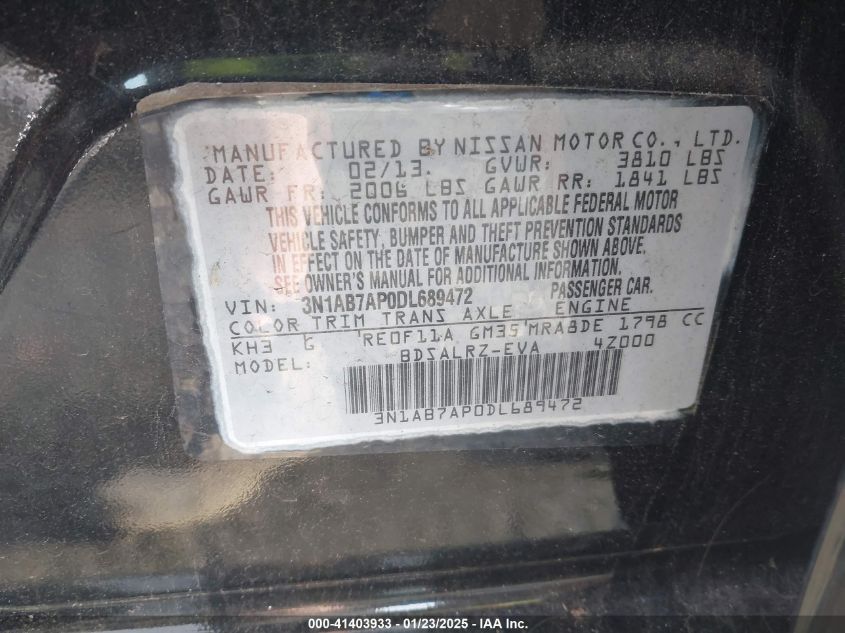 MANUFACTURED BY NISSAN MOTOR CO., LTD.
DATE: 02/13. GVWR: 3810 LBS
GAWR FR: 2006 LBS GAWR RR: 1841 LBS
THIS VEHICLE CONFORMS TO ALL APPLICABLE FEDERAL MOTOR
VEHICLE SAFETY, BUMPER AND THEFT PREVENTION STANDARDS
IN EFFECT ON THE DATE OF MANUFACTURE SHOWN ABOVE.
SEE OWNER'S MANUAL FOR ADDITIONAL INFORMATION.
VIN: 3N1AB7AP0DL689472 PASSENGER CAR.
COLOR TRIM TRANS AXLE ENGINE
KH3 G RE0F11A GM35 MRA8DE 1798 CC
BDSALRZ-EVA 4Z000
3N1AB7AP0DL689472
000-41403933 - 01/23/2025 - COPYRIGHT IAA, LLC.